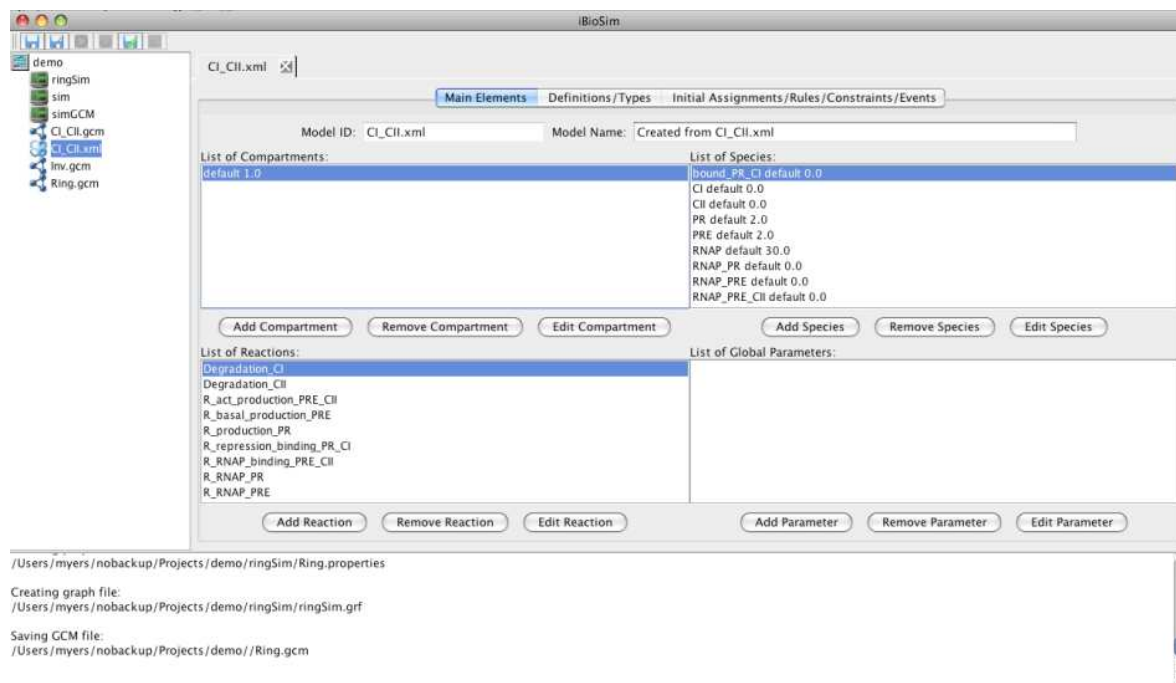 iBioSim
demo
ringSim
sim
simGCM
CI_CII.gcm
CI_CII.xml
Inv.gcm
Ring.gcm
CI_CII.xml
Main Elements Definitions/Types Initial Assignments/Rules/Constraints/Events
Model ID: CI_CII.xml Model Name: Created from CI_CII.xml
List of Compartments:
default 1.0
List of Species:
bound_PR_CI default 0.0
CI default 0.0
CII default 0.0
PR default 2.0
PRE default 2.0
RNAP default 30.0
RNAP_PR default 0.0
RNAP_PRE default 0.0
RNAP_PRE_CII default 0.0
Add Compartment Remove Compartment Edit Compartment
Add Species Remove Species Edit Species
List of Reactions:
Degradation_CI
Degradation_CII
R_act_production_PRE_CII
R_basal_production_PRE
R_production_PR
R_repression_binding_PR_CI
R_RNAP_binding_PRE_CII
R_RNAP_PR
R_RNAP_PRE
List of Global Parameters:
Add Reaction Remove Reaction Edit Reaction
Add Parameter Remove Parameter Edit Parameter
/Users/myers/nobackup/Projects/demo/ringSim/Ring.properties
Creating graph file:
/Users/myers/nobackup/Projects/demo/ringSim/ringSim.grf
Saving GCM file:
/Users/myers/nobackup/Projects/demo//Ring.gcm